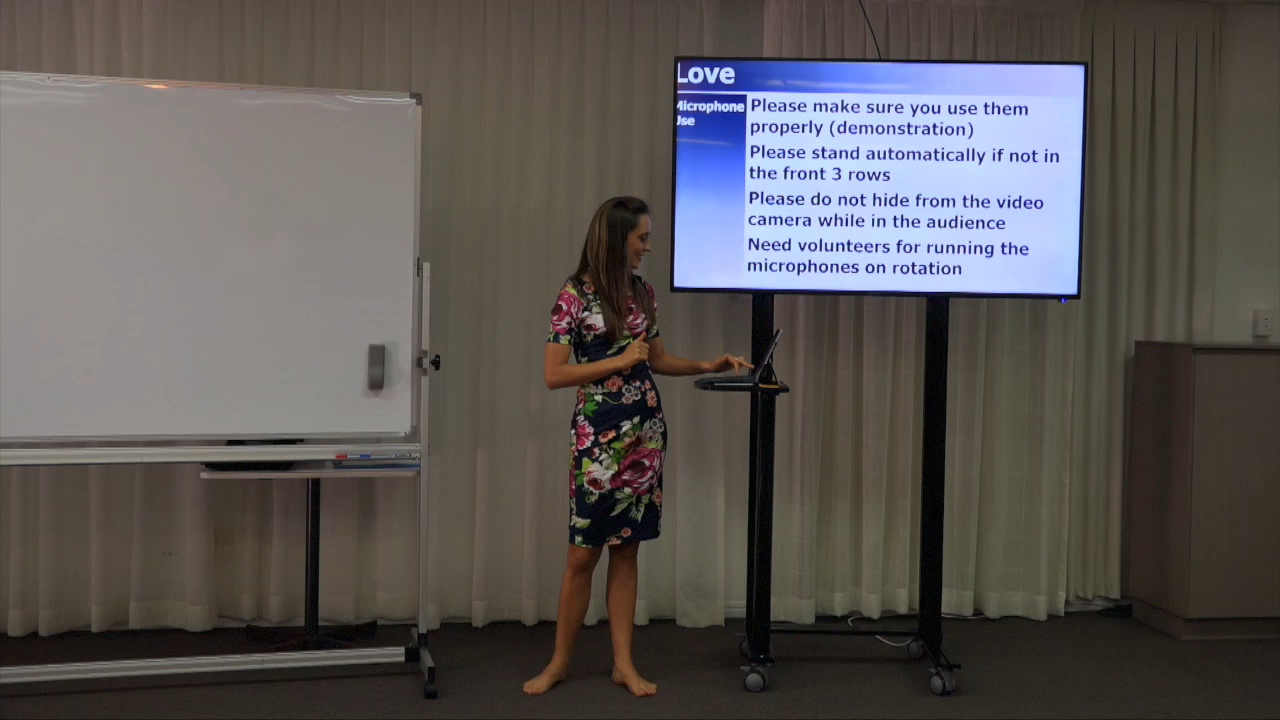 Love
Microphone
Use
Please make sure you use them
properly (demonstration)
Please stand automatically if not in
the front 3 rows
Please do not hide from the video
camera while in the audience
Need volunteers for running the
microphones on rotation